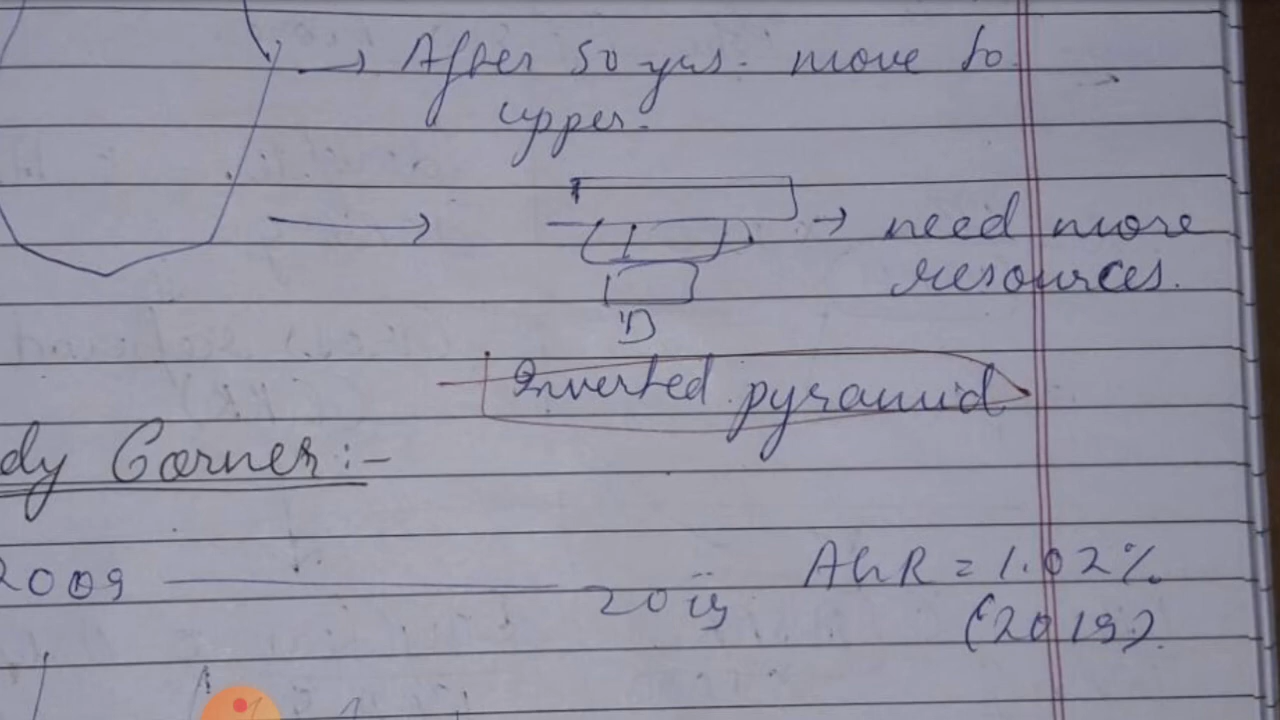 → After 50 yrs. move to
upper.
→ → need more
resources.
D
Inverted pyramid
dy Corner:-
2009 2019 AGR = 1.02%
(2019).